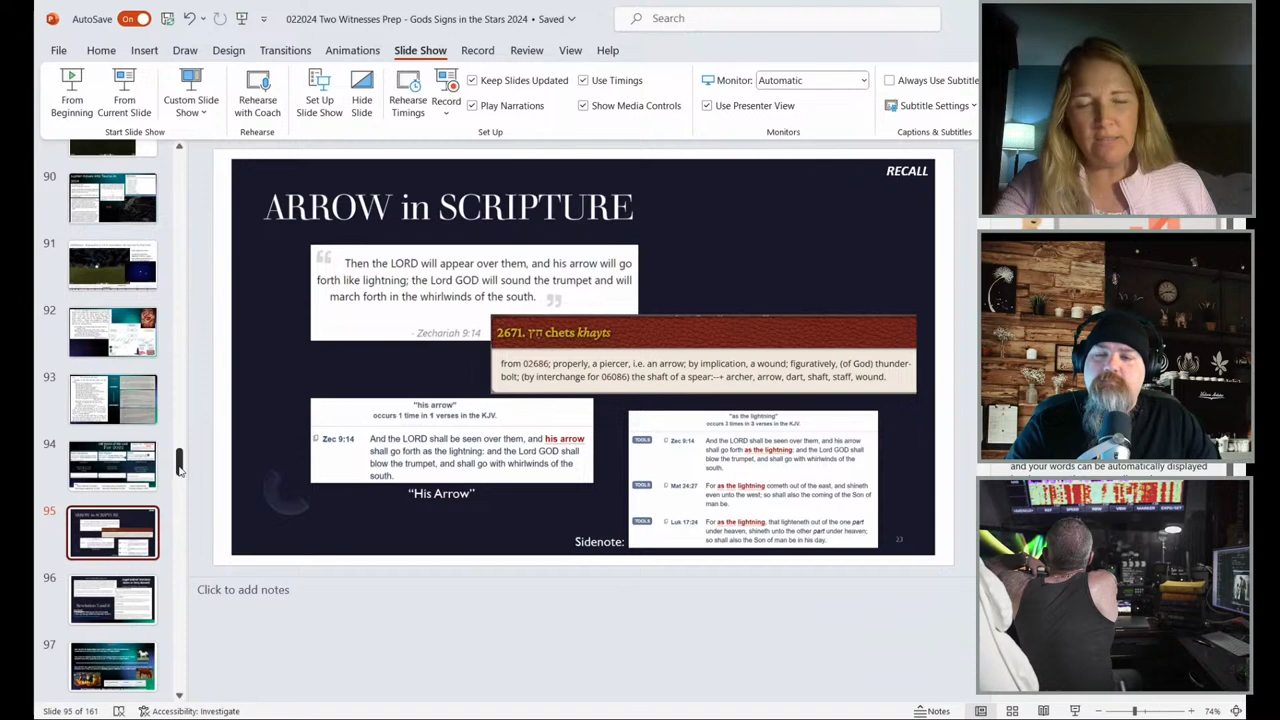 AutoSave On 022024 Two Witnesses Prep - Gods Signs in the Stars 2024 • Saved Search
File Home Insert Draw Design Transitions Animations Slide Show Record Review View Help
From Beginning
From Current Slide
Custom Slide Show
Start Slide Show
Rehearse with Coach
Rehearse
Set Up Slide Show
Hide Slide
Rehearse Timings
Record
Keep Slides Updated
Play Narrations
Use Timings
Show Media Controls
Set Up
Monitor: Automatic
Use Presenter View
Monitors
Always Use Subtitle
Subtitle Settings
Captions & Subtitles
90
91
92
93
94
95
96
97
RECALL
ARROW in SCRIPTURE
Then the LORD will appear over them, and his arrow will go
forth like lightning; the Lord GOD will sound the trumpet and will
march forth in the whirlwinds of the south.
- Zechariah 9:14
2671. חץ chets khayts
from 02686; properly, a piercer, i.e. an arrow; by implication, a wound; figuratively, (of God) thunder-
bolt; (by interchange for 06086) the shaft of a spear:--+ archer, arrow, dart, shaft, staff, wound.
"his arrow"
occurs 1 time in 1 verses in the KJV.
Zec 9:14 And the LORD shall be seen over them, and his arrow
shall go forth as the lightning: and the Lord GOD shall
blow the trumpet, and shall go with whirlwinds of the
south.
"His Arrow"
Sidenote:
"as the lightning"
occurs 3 times in 3 verses in the KJV.
TOOLS Zec 9:14 And the LORD shall be seen over them, and his arrow
shall go forth as the lightning: and the Lord GOD shall
blow the trumpet, and shall go with whirlwinds of the
south.
TOOLS Mat 24:27 For as the lightning cometh out of the east, and shineth
even unto the west; so shall also the coming of the Son of
man be.
TOOLS Luk 17:24 For as the lightning, that lighteneth out of the one part
under heaven, shineth unto the other part under heaven;
so shall also the Son of man be in his day.
23
Click to add notes
and your words can be automatically displayed
Slide 95 of 161 Accessibility: Investigate Notes 74%